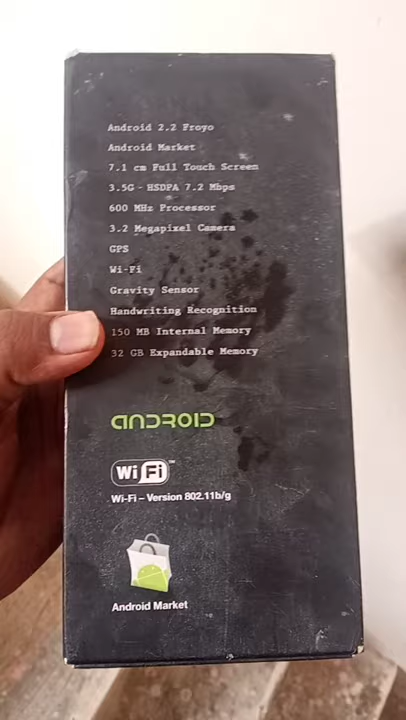 Android 2.2 Froyo
Android Market
7.1 cm Full Touch Screen
3.5G - HSDPA 7.2 Mbps
600 MHz Processor
3.2 Megapixel Camera
GPS
Wi-Fi
Gravity Sensor
Handwriting Recognition
150 MB Internal Memory
32 GB Expandable Memory
ANDROID
Wi Fi™
Wi-Fi – Version 802.11b/g
Android Market